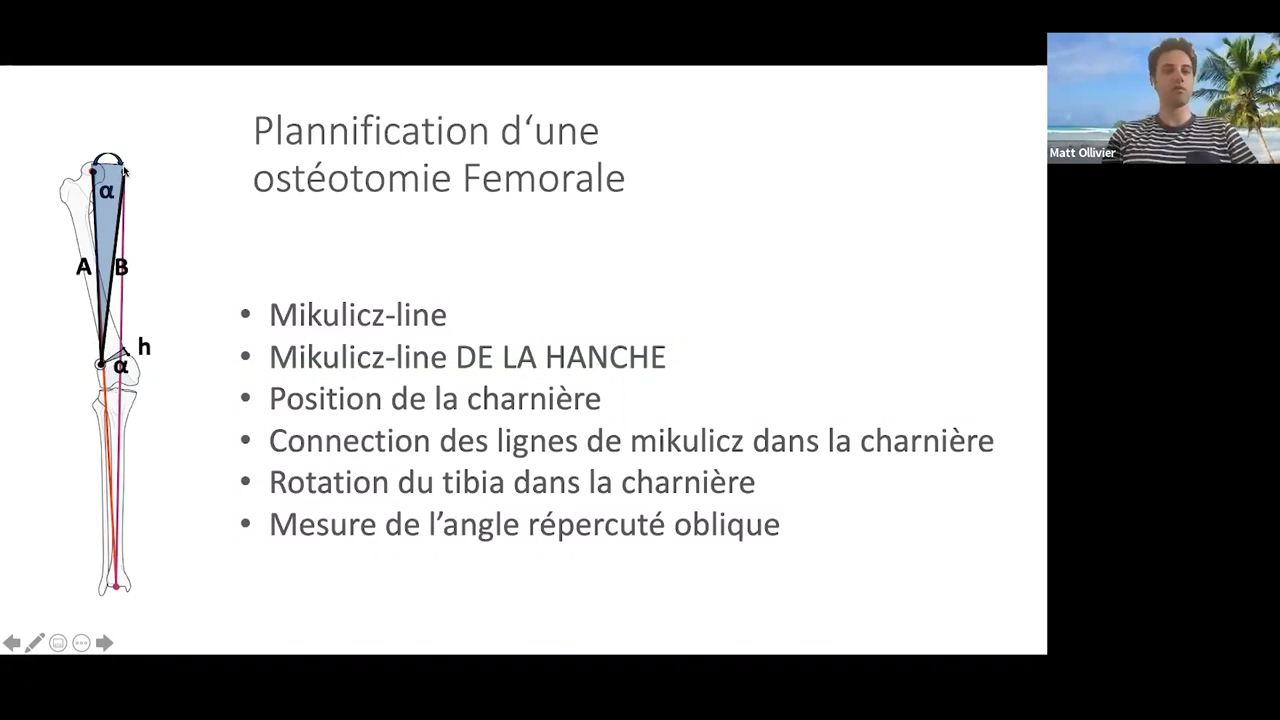 Plannification d‘une
ostéotomie Femorale
Matt Ollivier
α
A B
h
α
• Mikulicz-line
• Mikulicz-line DE LA HANCHE
• Position de la charnière
• Connection des lignes de mikulicz dans la charnière
• Rotation du tibia dans la charnière
• Mesure de l’angle répercuté oblique